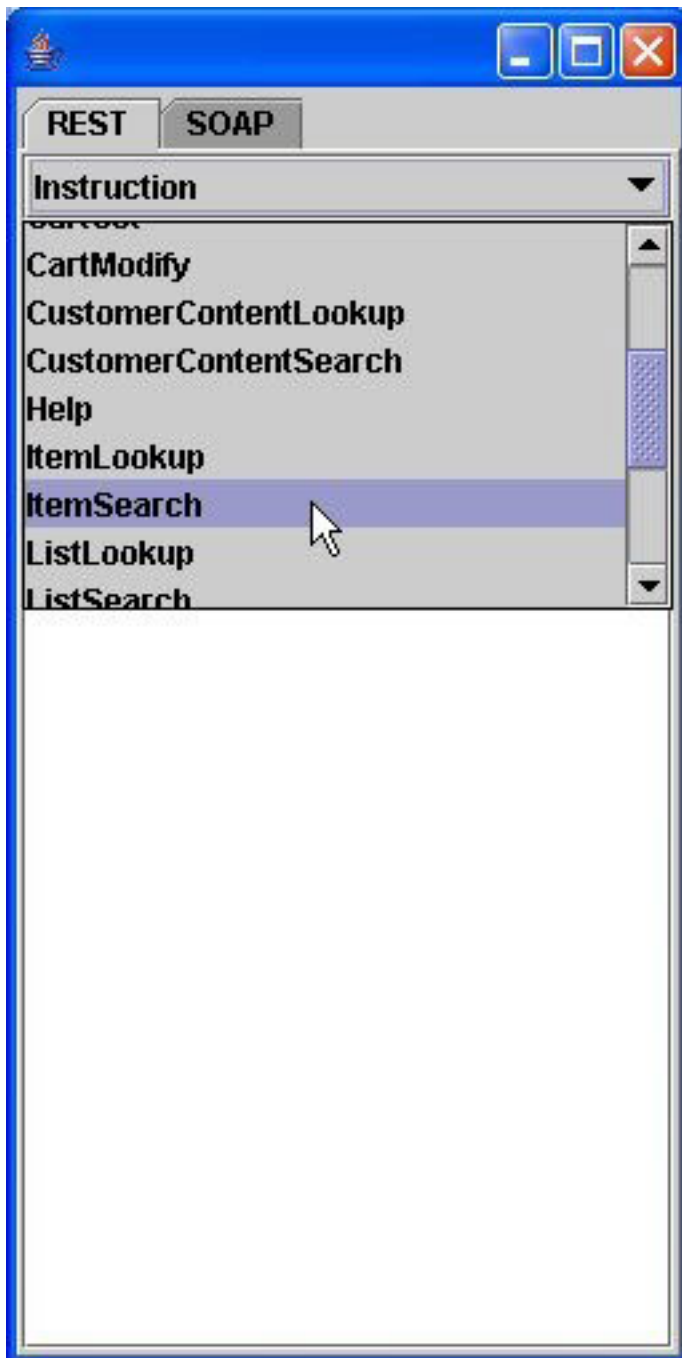 REST SOAP
Instruction
CartModify
CustomerContentLookup
CustomerContentSearch
Help
ItemLookup
ItemSearch
ListLookup
ListSearch